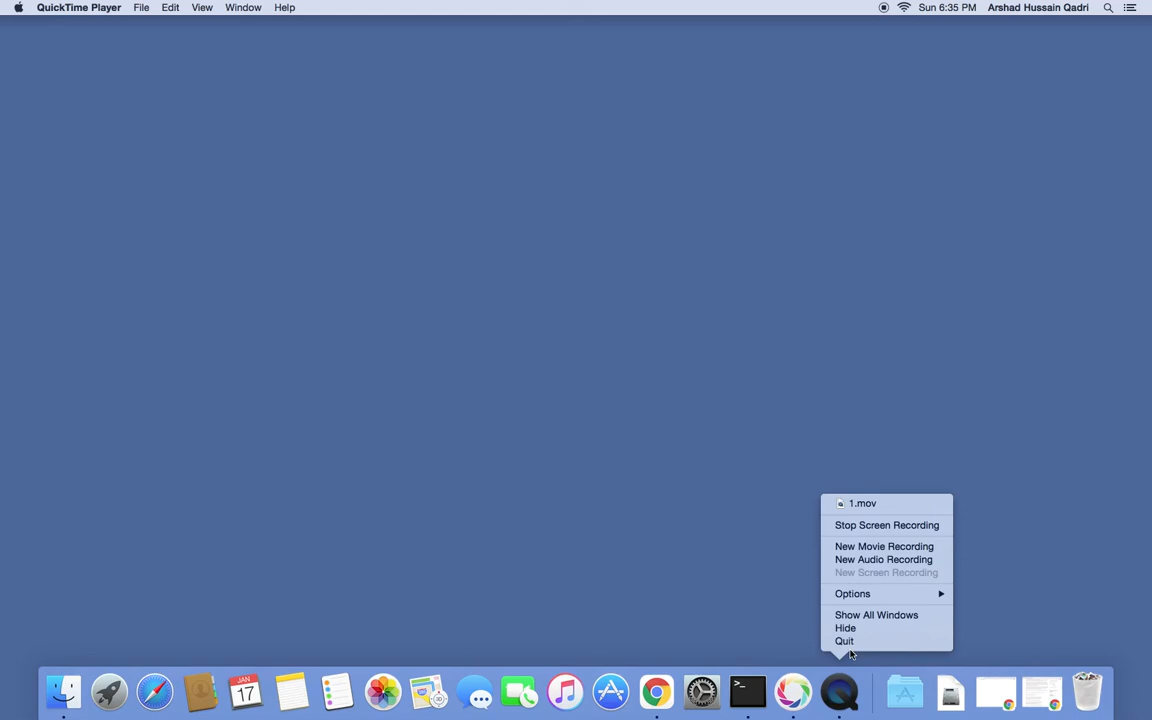 QuickTime Player File Edit View Window Help Sun 6:35 PM Arshad Hussain Qadri
1.mov
Stop Screen Recording
New Movie Recording
New Audio Recording
New Screen Recording
Options
Show All Windows
Hide
Quit
JAN
17